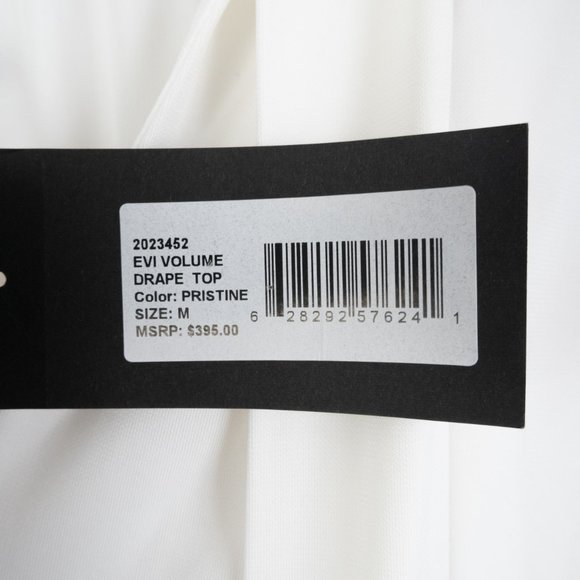 2023452
EVI VOLUME
DRAPE TOP
Color: PRISTINE
SIZE: M
MSRP: $395.00
6 28292 57624 1